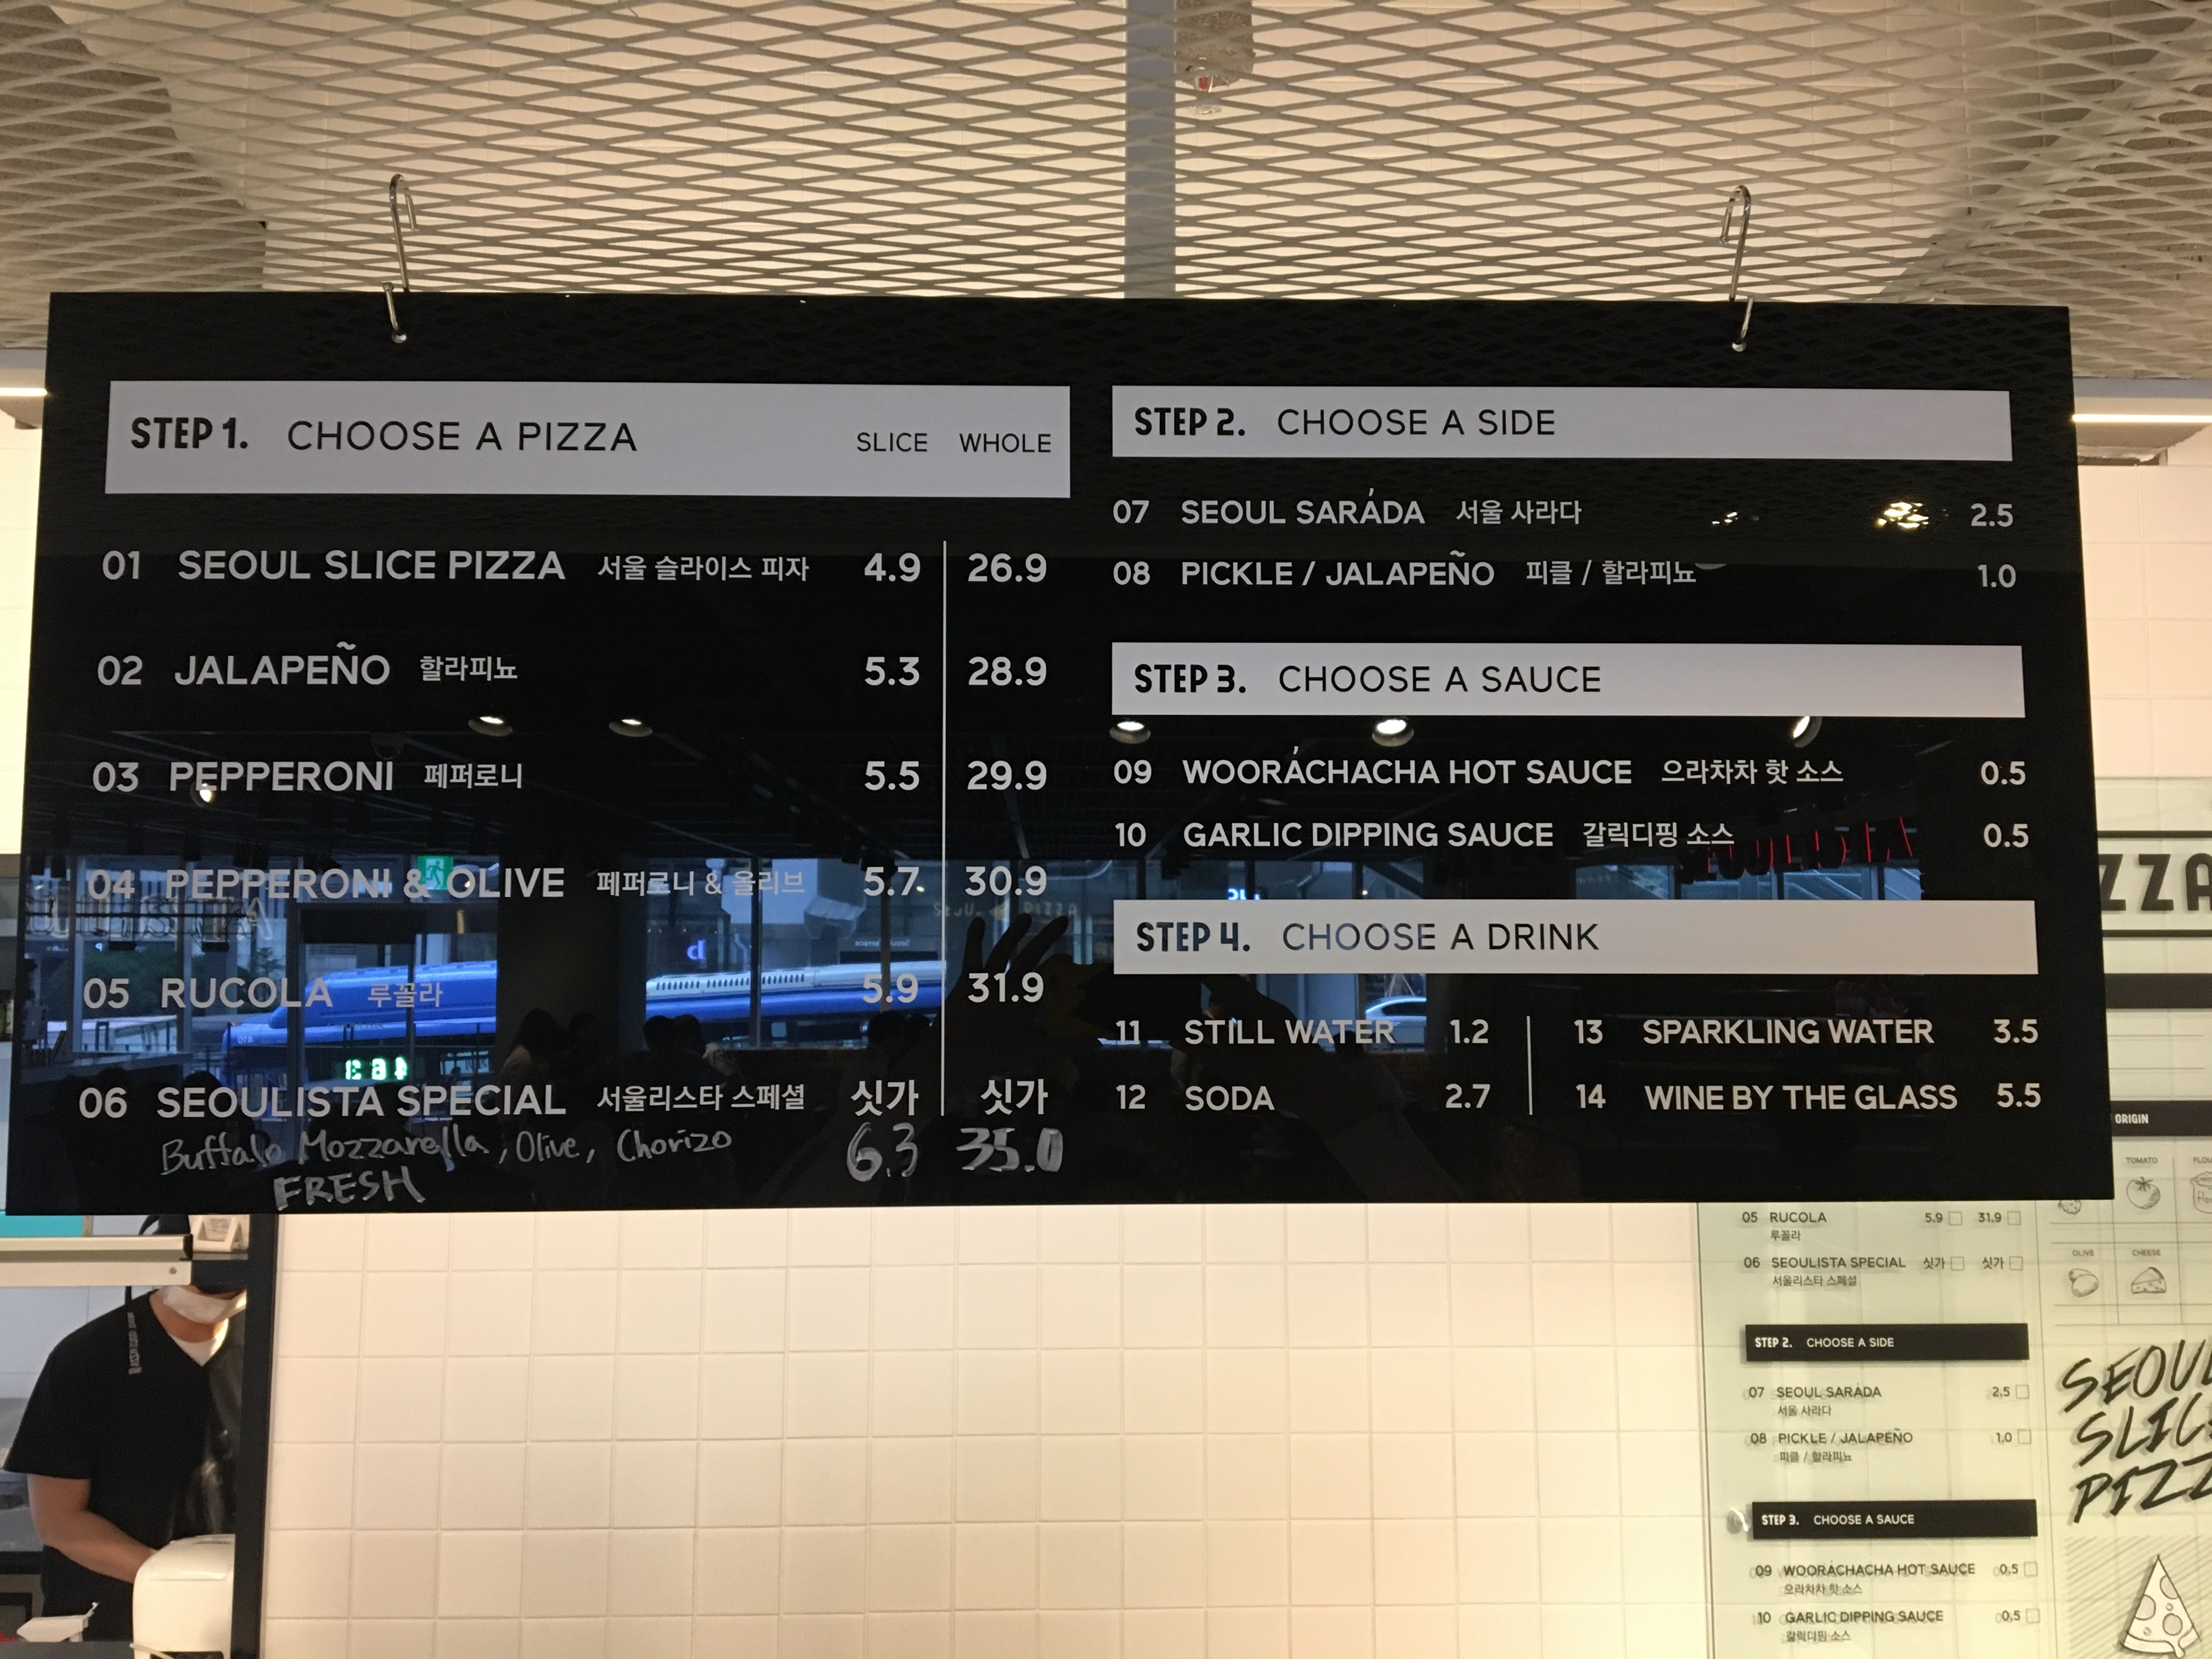 STEP 1. CHOOSE A PIZZA SLICE WHOLE
01 SEOUL SLICE PIZZA 서울 슬라이스 피자 4.9 26.9
02 JALAPEÑO 할라피뇨 5.3 28.9
03 PEPPERONI 페퍼로니 5.5 29.9
04 PEPPERONI & OLIVE 페퍼로니 & 올리브 5.7 30.9
05 RUCOLA 루꼴라 5.9 31.9
06 SEOULISTA SPECIAL 서울리스타 스페셜 싯가 싯가
Buffalo Mozzarella, Olive, Chorizo 6.3 35.0
FRESH
STEP 2. CHOOSE A SIDE
07 SEOUL SARÁDA 서울 사라다 2.5
08 PICKLE / JALAPEÑO 피클 / 할라피뇨 1.0
STEP 3. CHOOSE A SAUCE
09 WOORÁCHACHA HOT SAUCE 으라차차 핫 소스 0.5
10 GARLIC DIPPING SAUCE 갈릭디핑 소스 0.5
STEP 4. CHOOSE A DRINK
11 STILL WATER 1.2 13 SPARKLING WATER 3.5
12 SODA 2.7 14 WINE BY THE GLASS 5.5
ZZA
ORIGIN
TOMATO FLOU
OLIVE CHEESE
05 RUCOLA 5.9 31.9
루꼴라
06 SEOULISTA SPECIAL 싯가 싯가
서울리스타 스페셜
STEP 2. CHOOSE A SIDE
07 SEOUL SARÁDA 2.5
서울 사라다
08 PICKLE / JALAPEÑO 1.0
피클 / 할라피뇨
STEP 3. CHOOSE A SAUCE
09 WOORÁCHACHA HOT SAUCE 0.5
으라차차 핫 소스
10 GARLIC DIPPING SAUCE 0.5
갈릭디핑 소스
SEOUL
SLICE
PIZZ